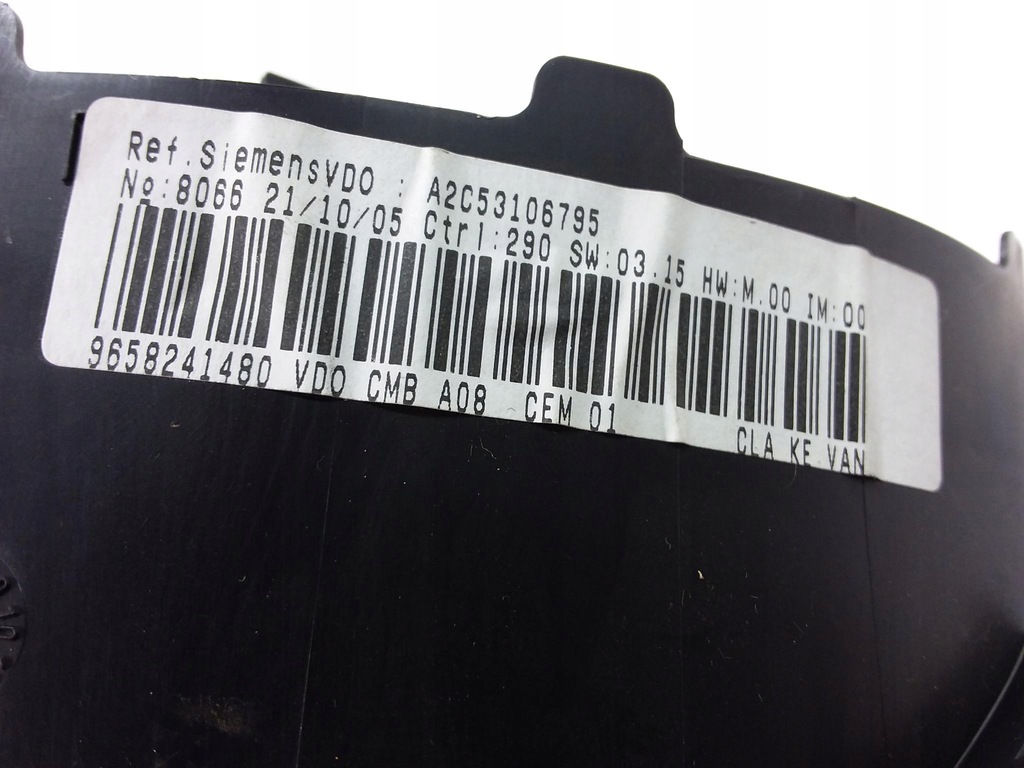 Ref.SiemensVDO : A2C53106795
No:8066 21/10/05 Ctrl:290 SW:03.15 HW:M.00 IM:00
9658241480 VDO CMB A08 CEM 01
CLA KE VAN